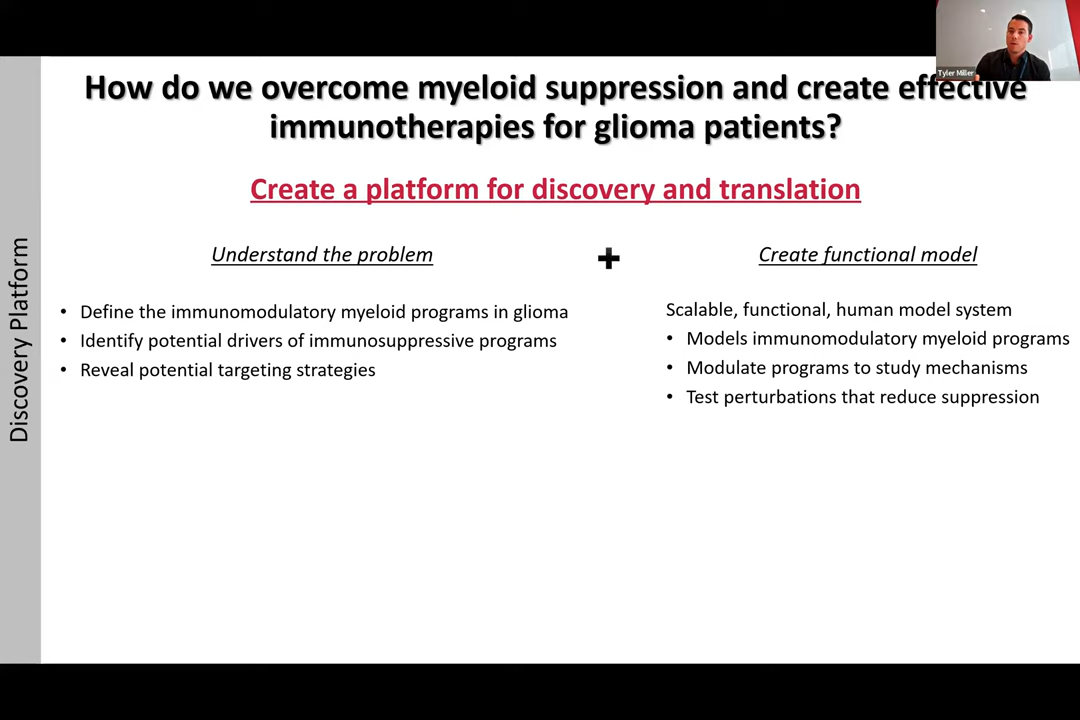 Tyler Miller
How do we overcome myeloid suppression and create effective
immunotherapies for glioma patients?
Create a platform for discovery and translation
Discovery Platform
Understand the problem
+
Create functional model
• Define the immunomodulatory myeloid programs in glioma
• Identify potential drivers of immunosuppressive programs
• Reveal potential targeting strategies
Scalable, functional, human model system
• Models immunomodulatory myeloid programs
• Modulate programs to study mechanisms
• Test perturbations that reduce suppression